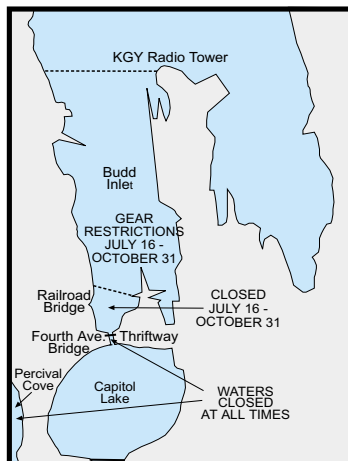 KGY Radio Tower
Budd
Inlet
GEAR
RESTRICTIONS
JULY 16 -
OCTOBER 31
Railroad
Bridge
CLOSED
JULY 16 -
OCTOBER 31
Fourth Ave.
Bridge
Thriftway
Percival
Cove
Capitol
Lake
WATERS
CLOSED
AT ALL TIMES